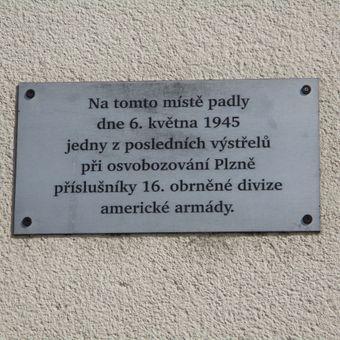 Na tomto místě padly
dne 6. května 1945
jedny z posledních výstřelů
při osvobozování Plzně
příslušníky 16. obrněné divize
americké armády.